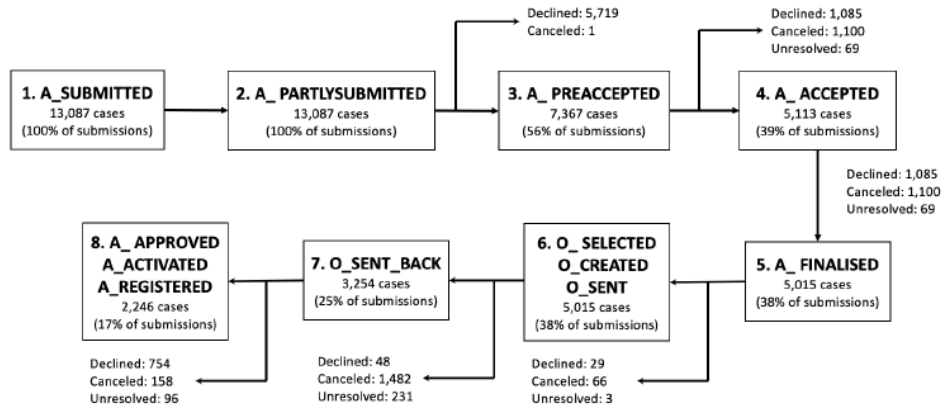 Declined: 5,719
Canceled: 1
Declined: 1,085
Canceled: 1,100
Unresolved: 69
1. A_SUBMITTED
13,087 cases
(100% of submissions)
2. A_ PARTLYSUBMITTED
13,087 cases
(100% of submissions)
3. A_ PREACCEPTED
7,367 cases
(56% of submissions)
4. A_ ACCEPTED
5,113 cases
(39% of submissions)
Declined: 1,085
Canceled: 1,100
Unresolved: 69
5. A_ FINALISED
5,015 cases
(38% of submissions)
6. O_ SELECTED
O_CREATED
O_SENT
5,015 cases
(38% of submissions)
7. O_SENT_BACK
3,254 cases
(25% of submissions)
8. A_ APPROVED
A_ACTIVATED
A_REGISTERED
2,246 cases
(17% of submissions)
Declined: 29
Canceled: 66
Unresolved: 3
Declined: 48
Canceled: 1,482
Unresolved: 231
Declined: 754
Canceled: 158
Unresolved: 96